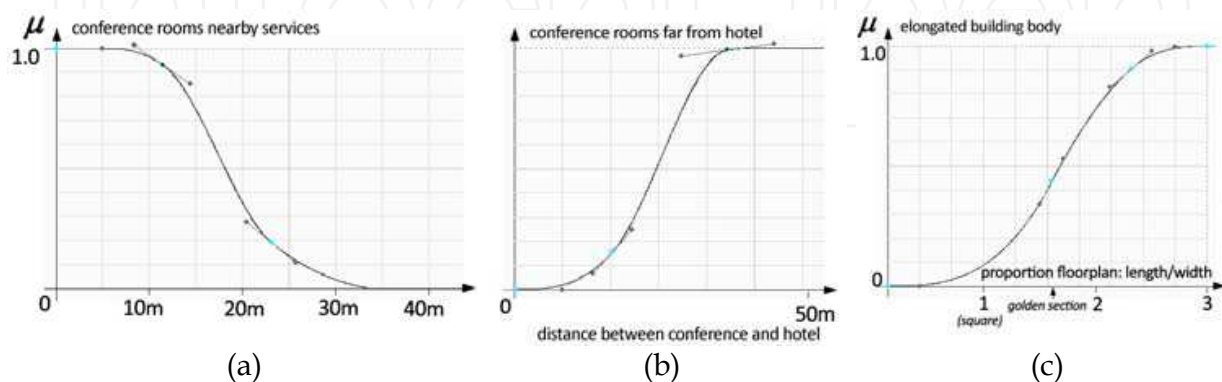 μ conference rooms nearby services
1.0
0 10m 20m 30m 40m
(a)
conference rooms far from hotel
0 50m
distance between conference and hotel
(b)
μ elongated building body
1.0
0 proportion floorplan: length/width
1 golden section 2 3
(square)
(c)